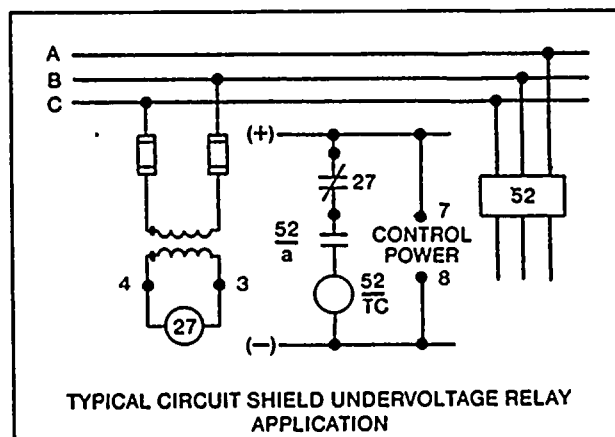 A
B
C
(+)
27
7
52
52
a
CONTROL
POWER
4
3
52
TC
8
27
(–)
TYPICAL CIRCUIT SHIELD UNDERVOLTAGE RELAY
APPLICATION